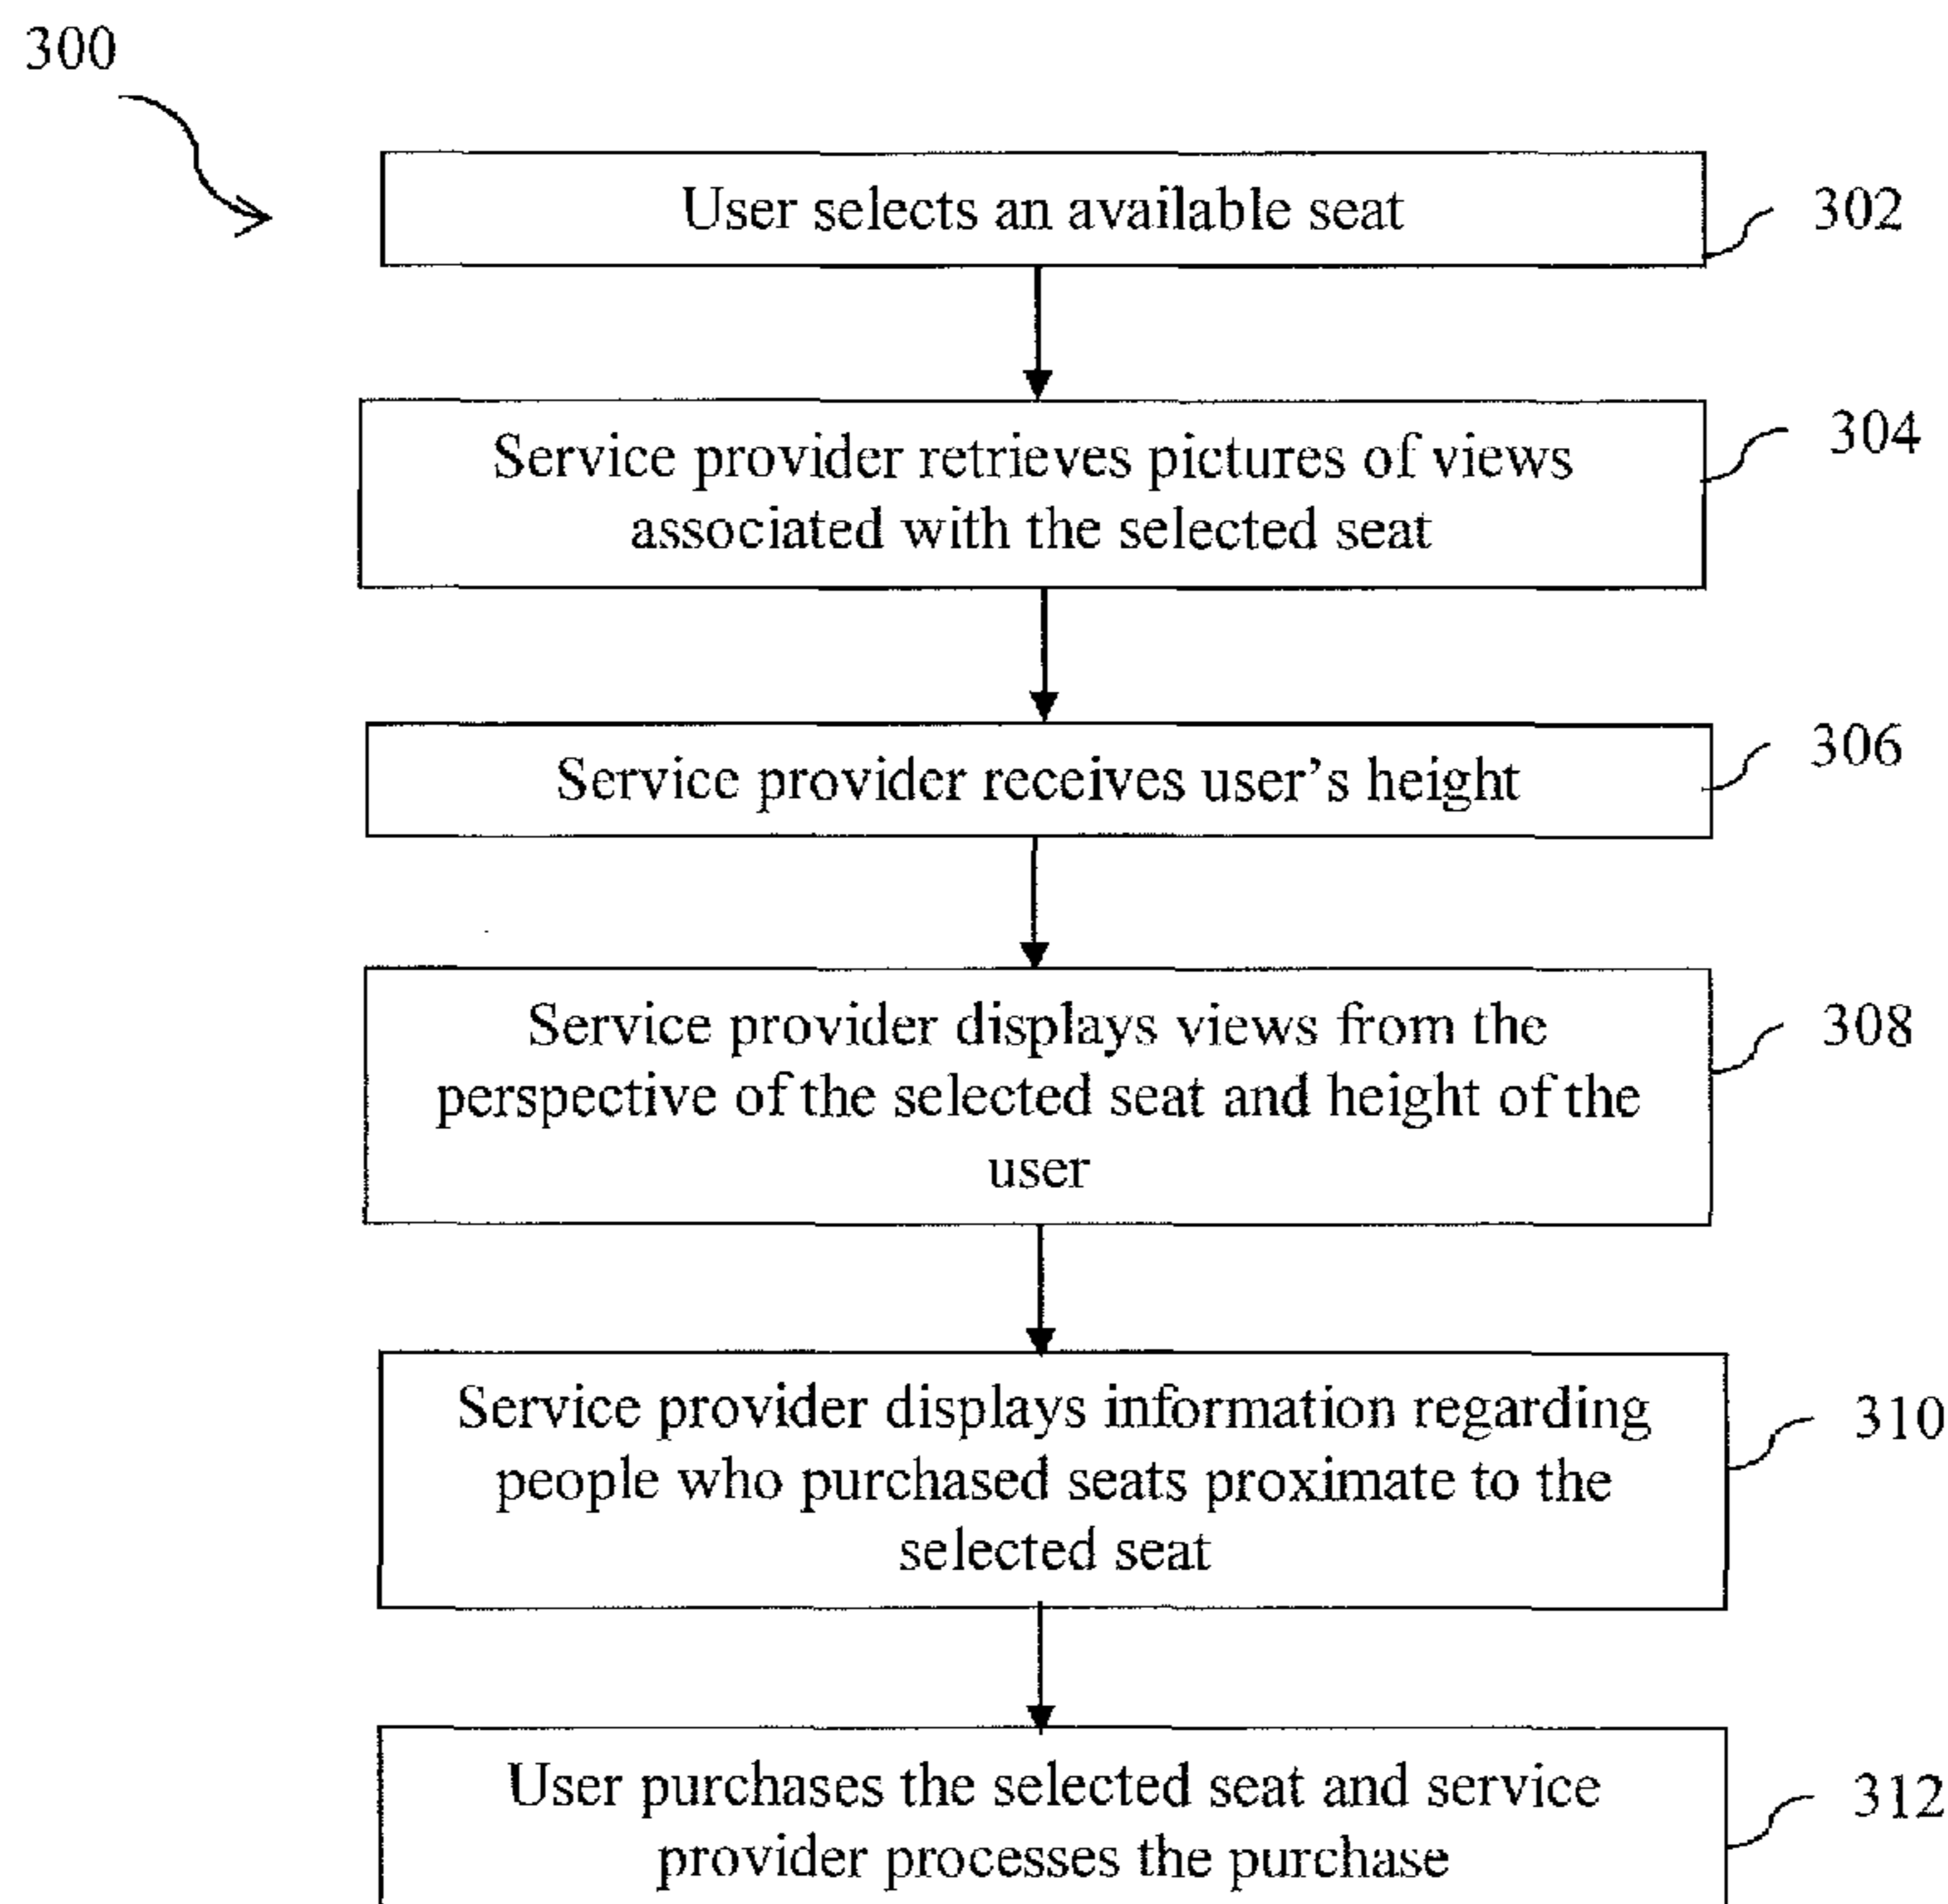 300
User selects an available seat
302
Service provider retrieves pictures of views
associated with the selected seat
304
Service provider receives user's height
306
Service provider displays views from the
perspective of the selected seat and height of the
user
308
Service provider displays information regarding
people who purchased seats proximate to the
selected seat
310
User purchases the selected seat and service
provider processes the purchase
312